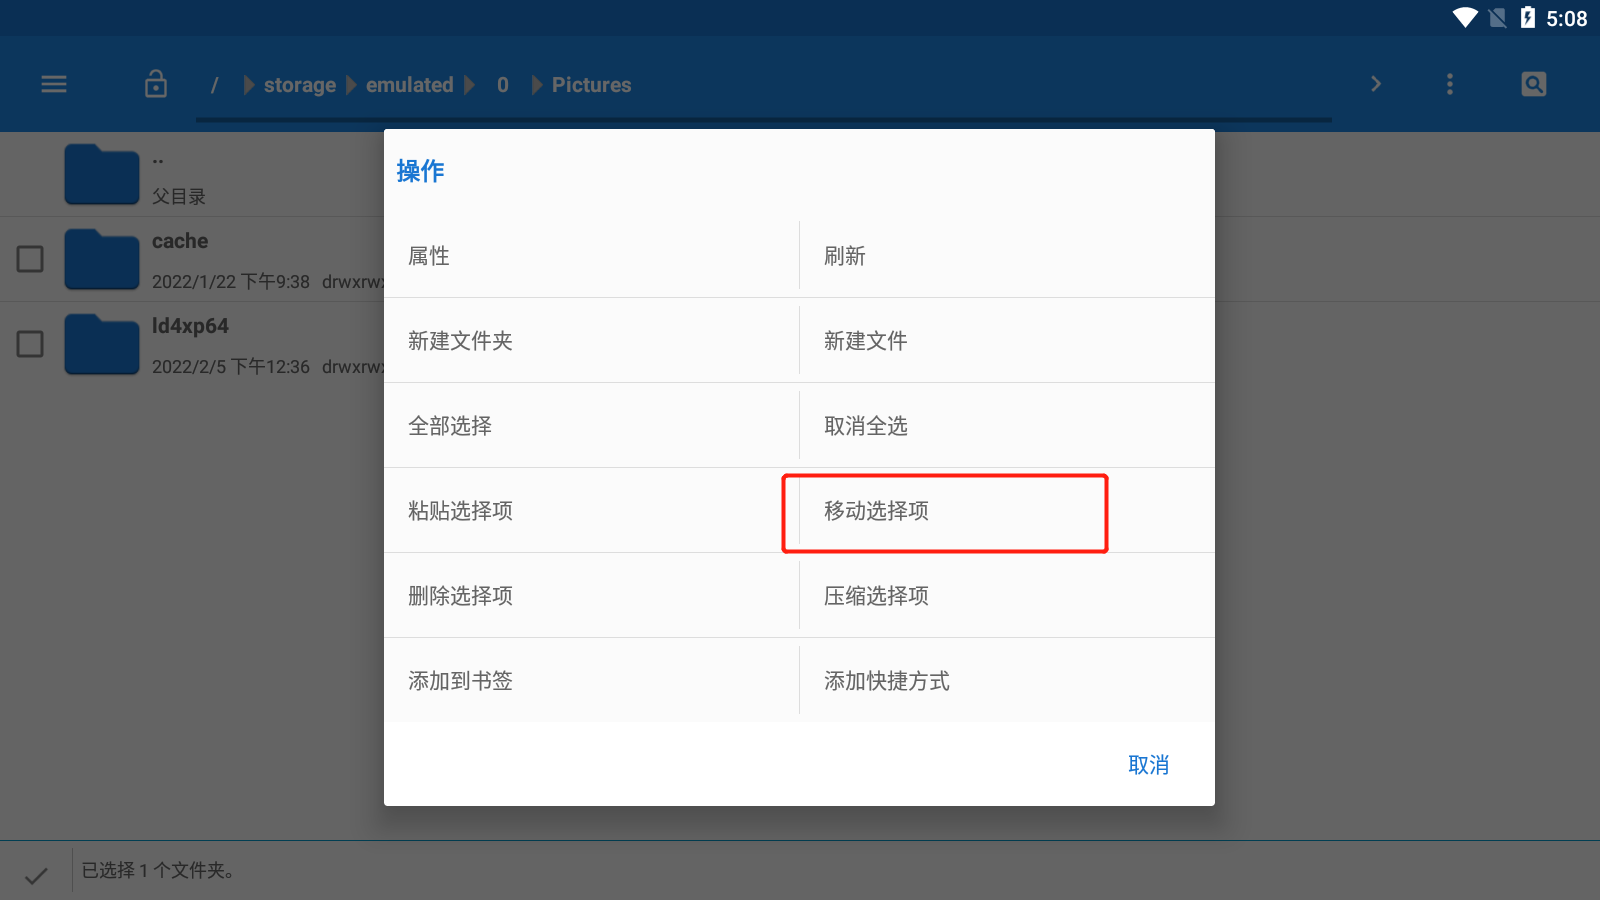 5:08
/ storage emulated 0 Pictures
..
父目录
cache
2022/1/22 下午9:38 drwxrwx
ld4xp64
2022/2/5 下午12:36 drwxrwx
操作
属性 刷新
新建文件夹 新建文件
全部选择 取消全选
粘贴选择项 移动选择项
删除选择项 压缩选择项
添加到书签 添加快捷方式
取消
已选择 1 个文件夹。